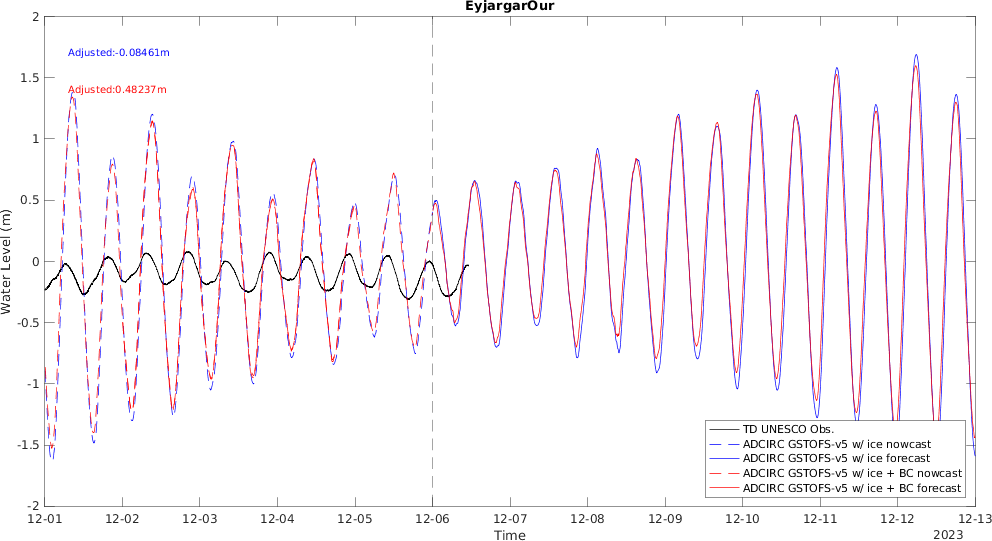 EyjargarOur
Adjusted:-0.08461m
Adjusted:0.48237m
Water Level (m)
2
1.5
1
0.5
0
-0.5
-1
-1.5
-2
TD UNESCO Obs.
ADCIRC GSTOFS-v5 w/ ice nowcast
ADCIRC GSTOFS-v5 w/ ice forecast
ADCIRC GSTOFS-v5 w/ ice + BC nowcast
ADCIRC GSTOFS-v5 w/ ice + BC forecast
12-01 12-02 12-03 12-04 12-05 12-06 12-07 12-08 12-09 12-10 12-11 12-12 12-13
Time
2023